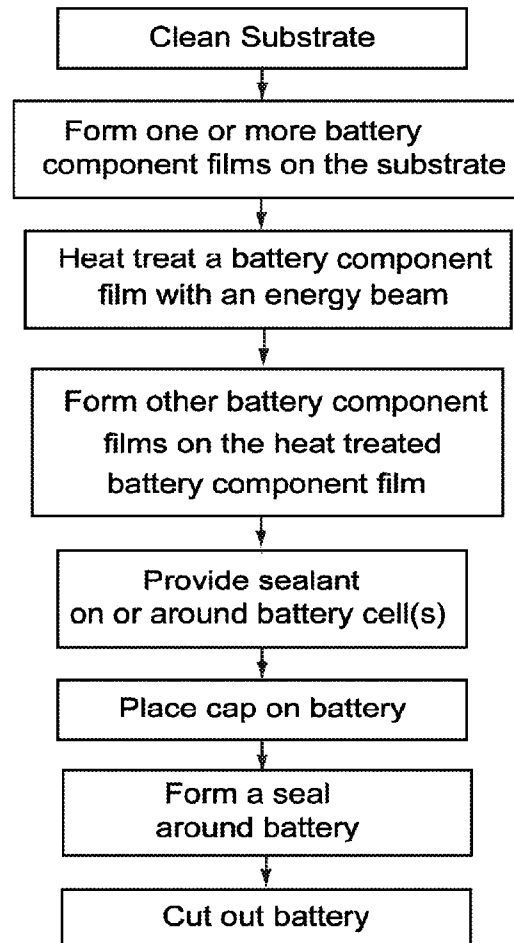 Clean Substrate
Form one or more battery
component films on the substrate
Heat treat a battery component
film with an energy beam
Form other battery component
films on the heat treated
battery component film
Provide sealant
on or around battery cell(s)
Place cap on battery
Form a seal
around battery
Cut out battery